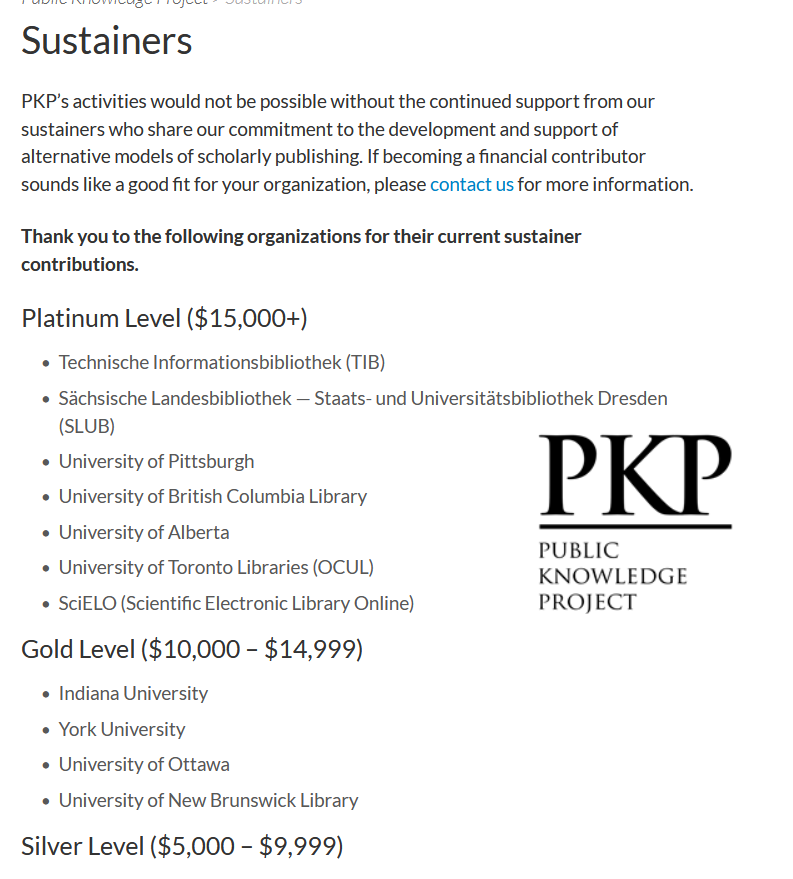 Public Knowledge Project > Sustainers
Sustainers
PKP’s activities would not be possible without the continued support from our
sustainers who share our commitment to the development and support of
alternative models of scholarly publishing. If becoming a financial contributor
sounds like a good fit for your organization, please contact us for more information.
Thank you to the following organizations for their current sustainer
contributions.
Platinum Level ($15,000+)
• Technische Informationsbibliothek (TIB)
• Sächsische Landesbibliothek — Staats- und Universitätsbibliothek Dresden
(SLUB)
• University of Pittsburgh
• University of British Columbia Library
• University of Alberta
• University of Toronto Libraries (OCUL)
• SciELO (Scientific Electronic Library Online)
PKP
PUBLIC
KNOWLEDGE
PROJECT
Gold Level ($10,000 – $14,999)
• Indiana University
• York University
• University of Ottawa
• University of New Brunswick Library
Silver Level ($5,000 – $9,999)